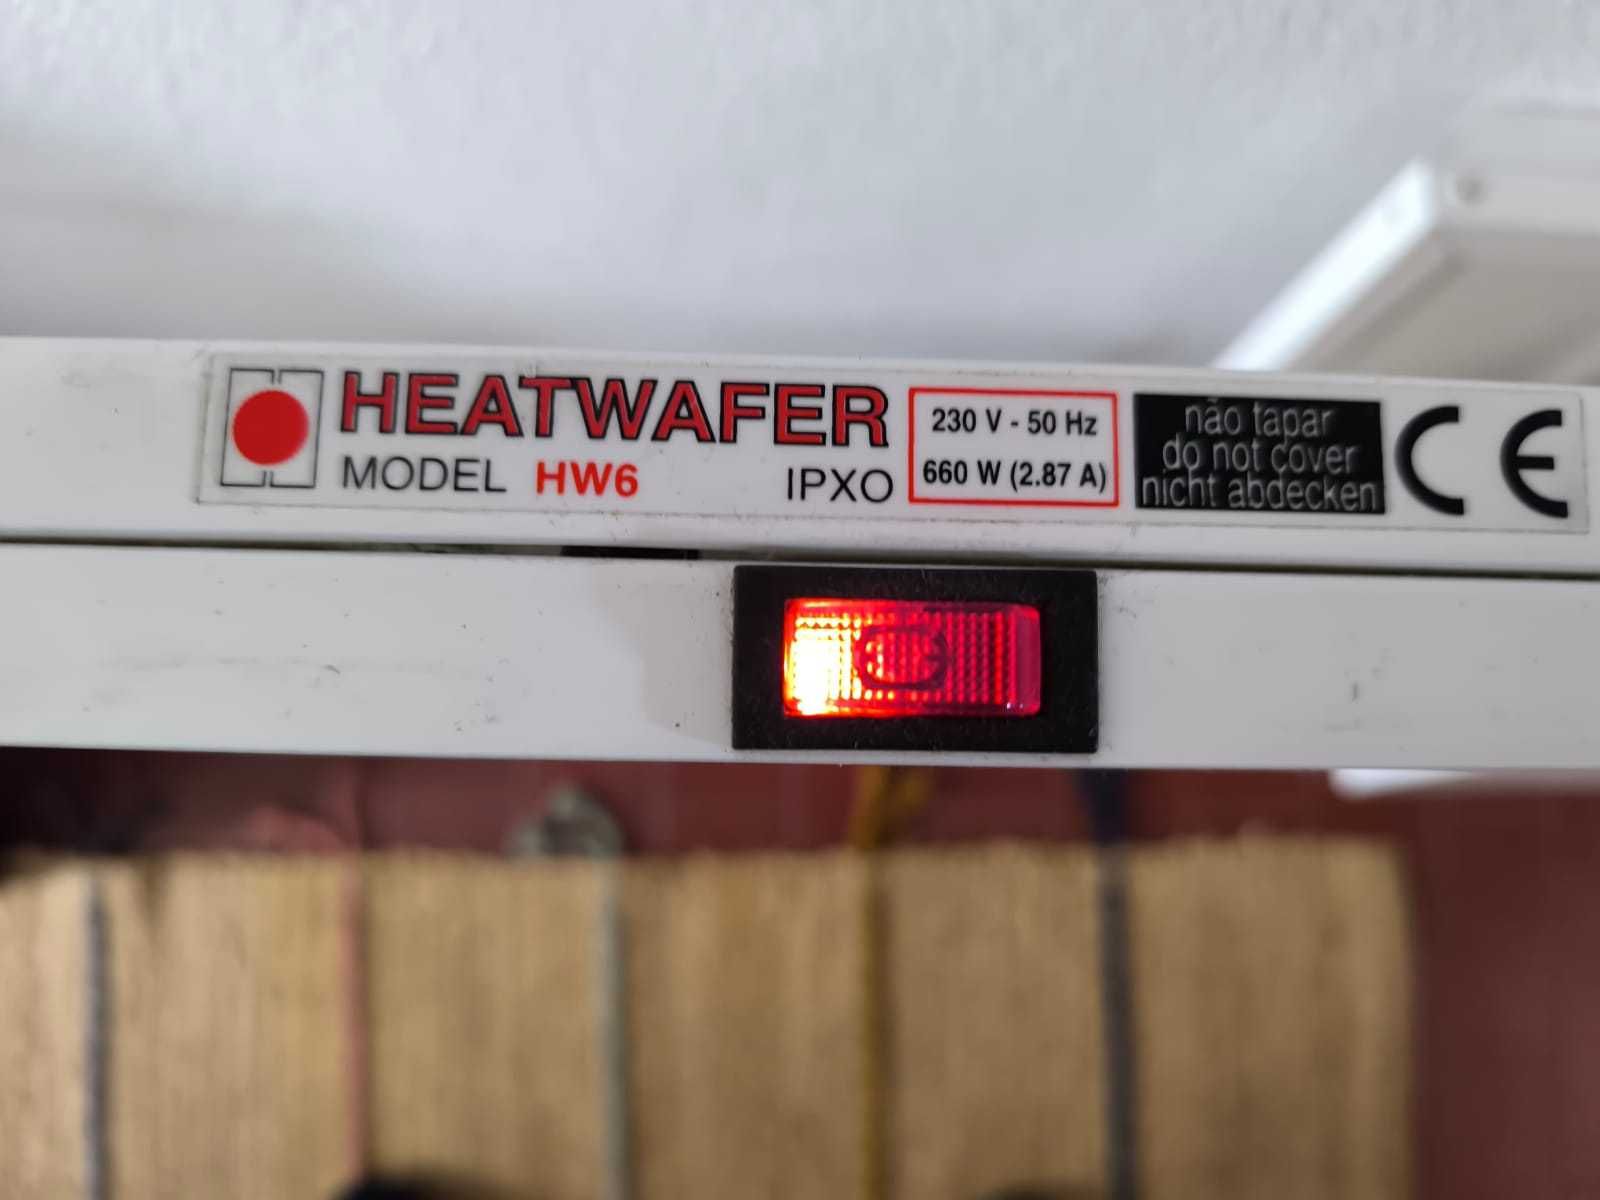 HEATWAFER
MODEL HW6 IPXO
230 V - 50 Hz
660 W (2.87 A)
não tapar
do not cover
nicht abdecken
CE